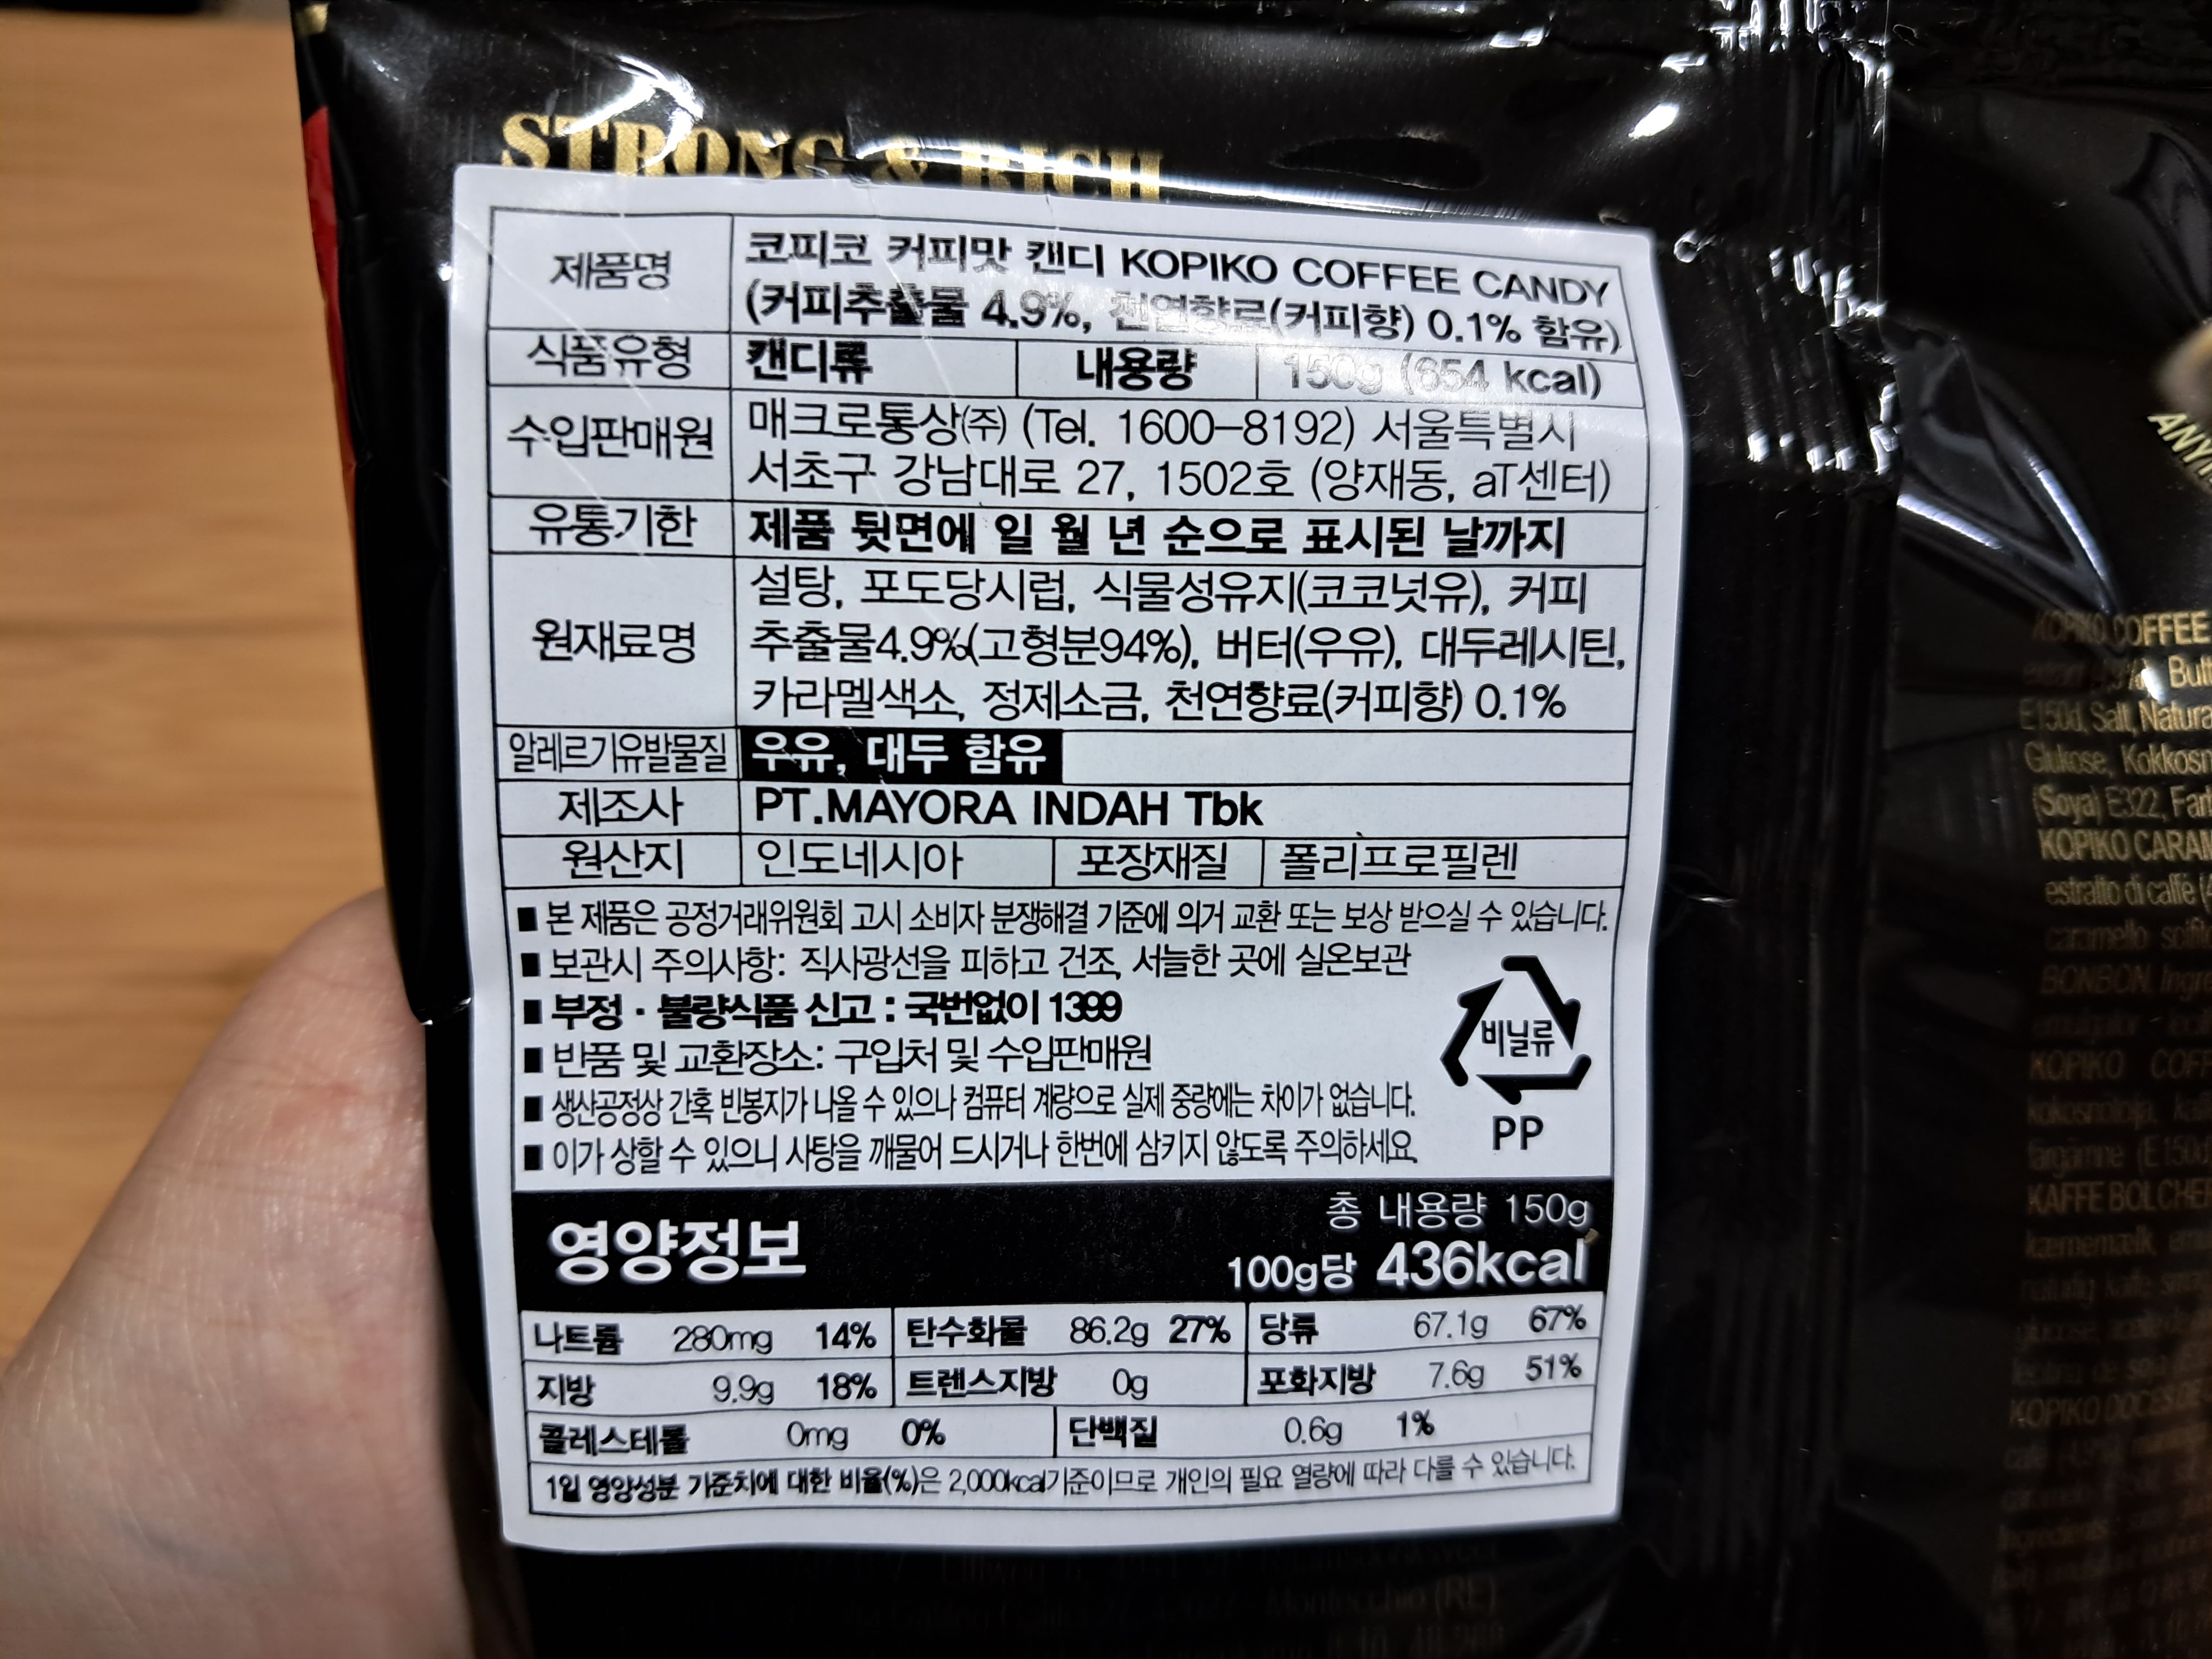 STRONG & RICH
제품명
코피코 커피맛 캔디 KOPIKO COFFEE CANDY
(커피추출물 4.9%, 천연향료(커피향) 0.1% 함유)
식품유형 캔디류 내용량 150g (654 kcal)
수입판매원
매크로통상㈜ (Tel. 1600-8192) 서울특별시
서초구 강남대로 27, 1502호 (양재동, aT센터)
유통기한 제품 뒷면에 일 월 년 순으로 표시된 날까지
원재료명
설탕, 포도당시럽, 식물성유지(코코넛유), 커피
추출물4.9%(고형분94%), 버터(우유), 대두레시틴,
카라멜색소, 정제소금, 천연향료(커피향) 0.1%
알레르기유발물질 우유, 대두 함유
제조사 PT.MAYORA INDAH Tbk
원산지 인도네시아 포장재질 폴리프로필렌
■ 본 제품은 공정거래위원회 고시 소비자 분쟁해결 기준에 의거 교환 또는 보상 받으실 수 있습니다.
■ 보관시 주의사항: 직사광선을 피하고 건조, 서늘한 곳에 실온보관
■ 부정 · 불량식품 신고 : 국번없이 1399
■ 반품 및 교환장소: 구입처 및 수입판매원
■ 생산공정상 간혹 빈봉지가 나올 수 있으나 컴퓨터 계량으로 실제 중량에는 차이가 없습니다.
■ 이가 상할 수 있으니 사탕을 깨물어 드시거나 한번에 삼키지 않도록 주의하세요.
비닐류
PP
영양정보
총 내용량 150g
100g당 436kcal
나트륨 280mg 14% 탄수화물 86.2g 27% 당류 67.1g 67%
지방 9.9g 18% 트렌스지방 0g 포화지방 7.6g 51%
콜레스테롤 0mg 0% 단백질 0.6g 1%
1일 영양성분 기준치에 대한 비율(%)은 2,000kcal기준이므로 개인의 필요 열량에 따라 다를 수 있습니다.
KOPIKO COFFEE
E150d, Salt, Natura
Glukose, Kokkosn
(Soya) E322, Far
KOPIKO CARAM
estratto di caffè
caramello
BONBON. Ingr
KOPIKO COFF
KAFFE BOLCHER
KOPIKO DOCES DE
Montecchio (RE)